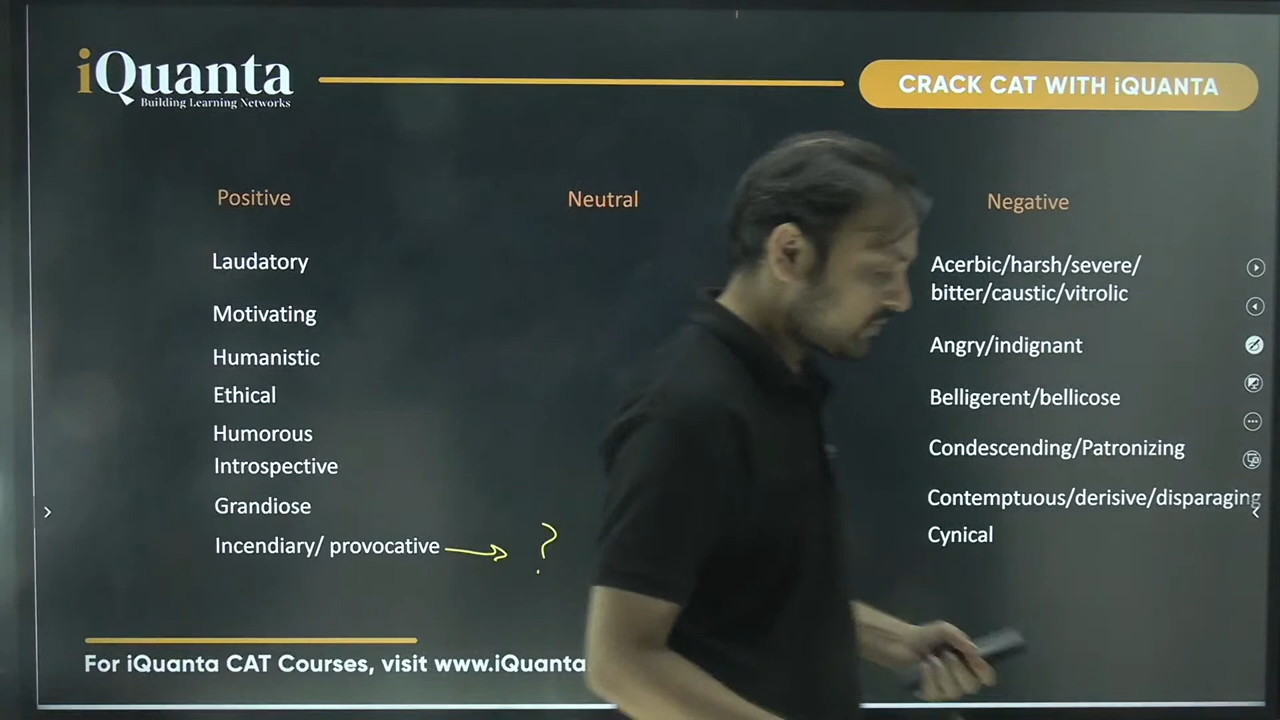 iQuanta
Building Learning Networks
CRACK CAT WITH iQUANTA
Positive
Neutral
Negative
Laudatory
Motivating
Humanistic
Ethical
Humorous
Introspective
Grandiose
Incendiary/ provocative → ?
Acerbic/harsh/severe/
bitter/caustic/vitrolic
Angry/indignant
Belligerent/bellicose
Condescending/Patronizing
Contemptuous/derisive/disparaging
Cynical
For iQuanta CAT Courses, visit www.iQuanta